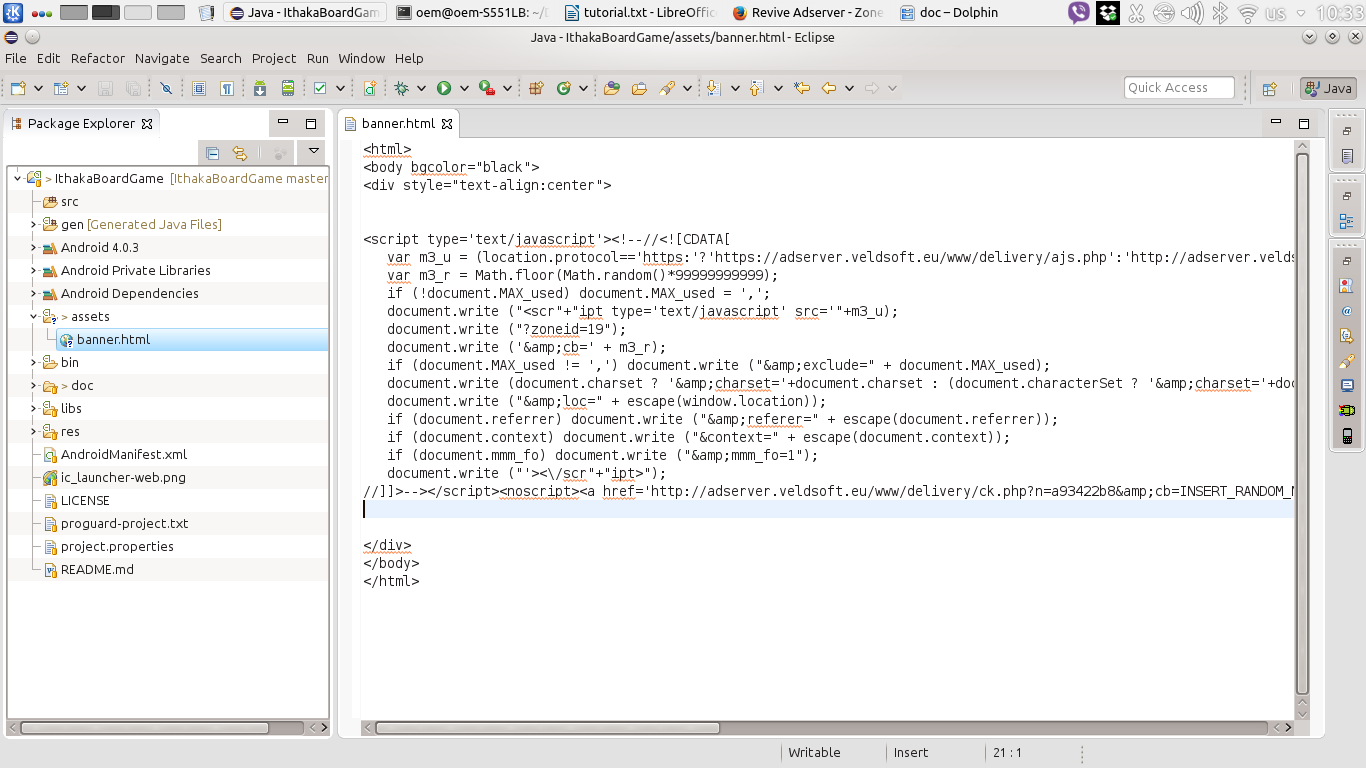 Java - IthakaBoardGam
oem@oem-S551LB: ~/t
tutorial.txt - LibreOffic
Revive Adserver - Zone
doc – Dolphin
us
10:33
Java - IthakaBoardGame/assets/banner.html - Eclipse
File Edit Refactor Navigate Search Project Run Window Help
Quick Access
Java
Package Explorer
banner.html
> IthakaBoardGame [IthakaBoardGame master
src
gen [Generated Java Files]
Android 4.0.3
Android Private Libraries
Android Dependencies
> assets
banner.html
bin
> doc
libs
res
AndroidManifest.xml
ic_launcher-web.png
LICENSE
proguard-project.txt
project.properties
README.md
<html>
<body bgcolor="black">
<div style="text-align:center">
<script type='text/javascript'><!--//<![CDATA[
var m3_u = (location.protocol=='https:'?'https://adserver.veldsoft.eu/www/delivery/ajs.php':'http://adserver.velds
var m3_r = Math.floor(Math.random()*99999999999);
if (!document.MAX_used) document.MAX_used = ',';
document.write ("<scr"+"ipt type='text/javascript' src='"+m3_u);
document.write ("?zoneid=19");
document.write ('&amp;cb=' + m3_r);
if (document.MAX_used != ',') document.write ("&amp;exclude=" + document.MAX_used);
document.write (document.charset ? '&amp;charset='+document.charset : (document.characterSet ? '&amp;charset='+doc
document.write ("&amp;loc=" + escape(window.location));
if (document.referrer) document.write ("&amp;referer=" + escape(document.referrer));
if (document.context) document.write ("&context=" + escape(document.context));
if (document.mmm_fo) document.write ("&amp;mmm_fo=1");
document.write ("'><\/scr"+"ipt>");
//]]>--></script><noscript><a href='http://adserver.veldsoft.eu/www/delivery/ck.php?n=a93422b8&amp;cb=INSERT_RANDOM_N
</div>
</body>
</html>
Writable
Insert
21 : 1